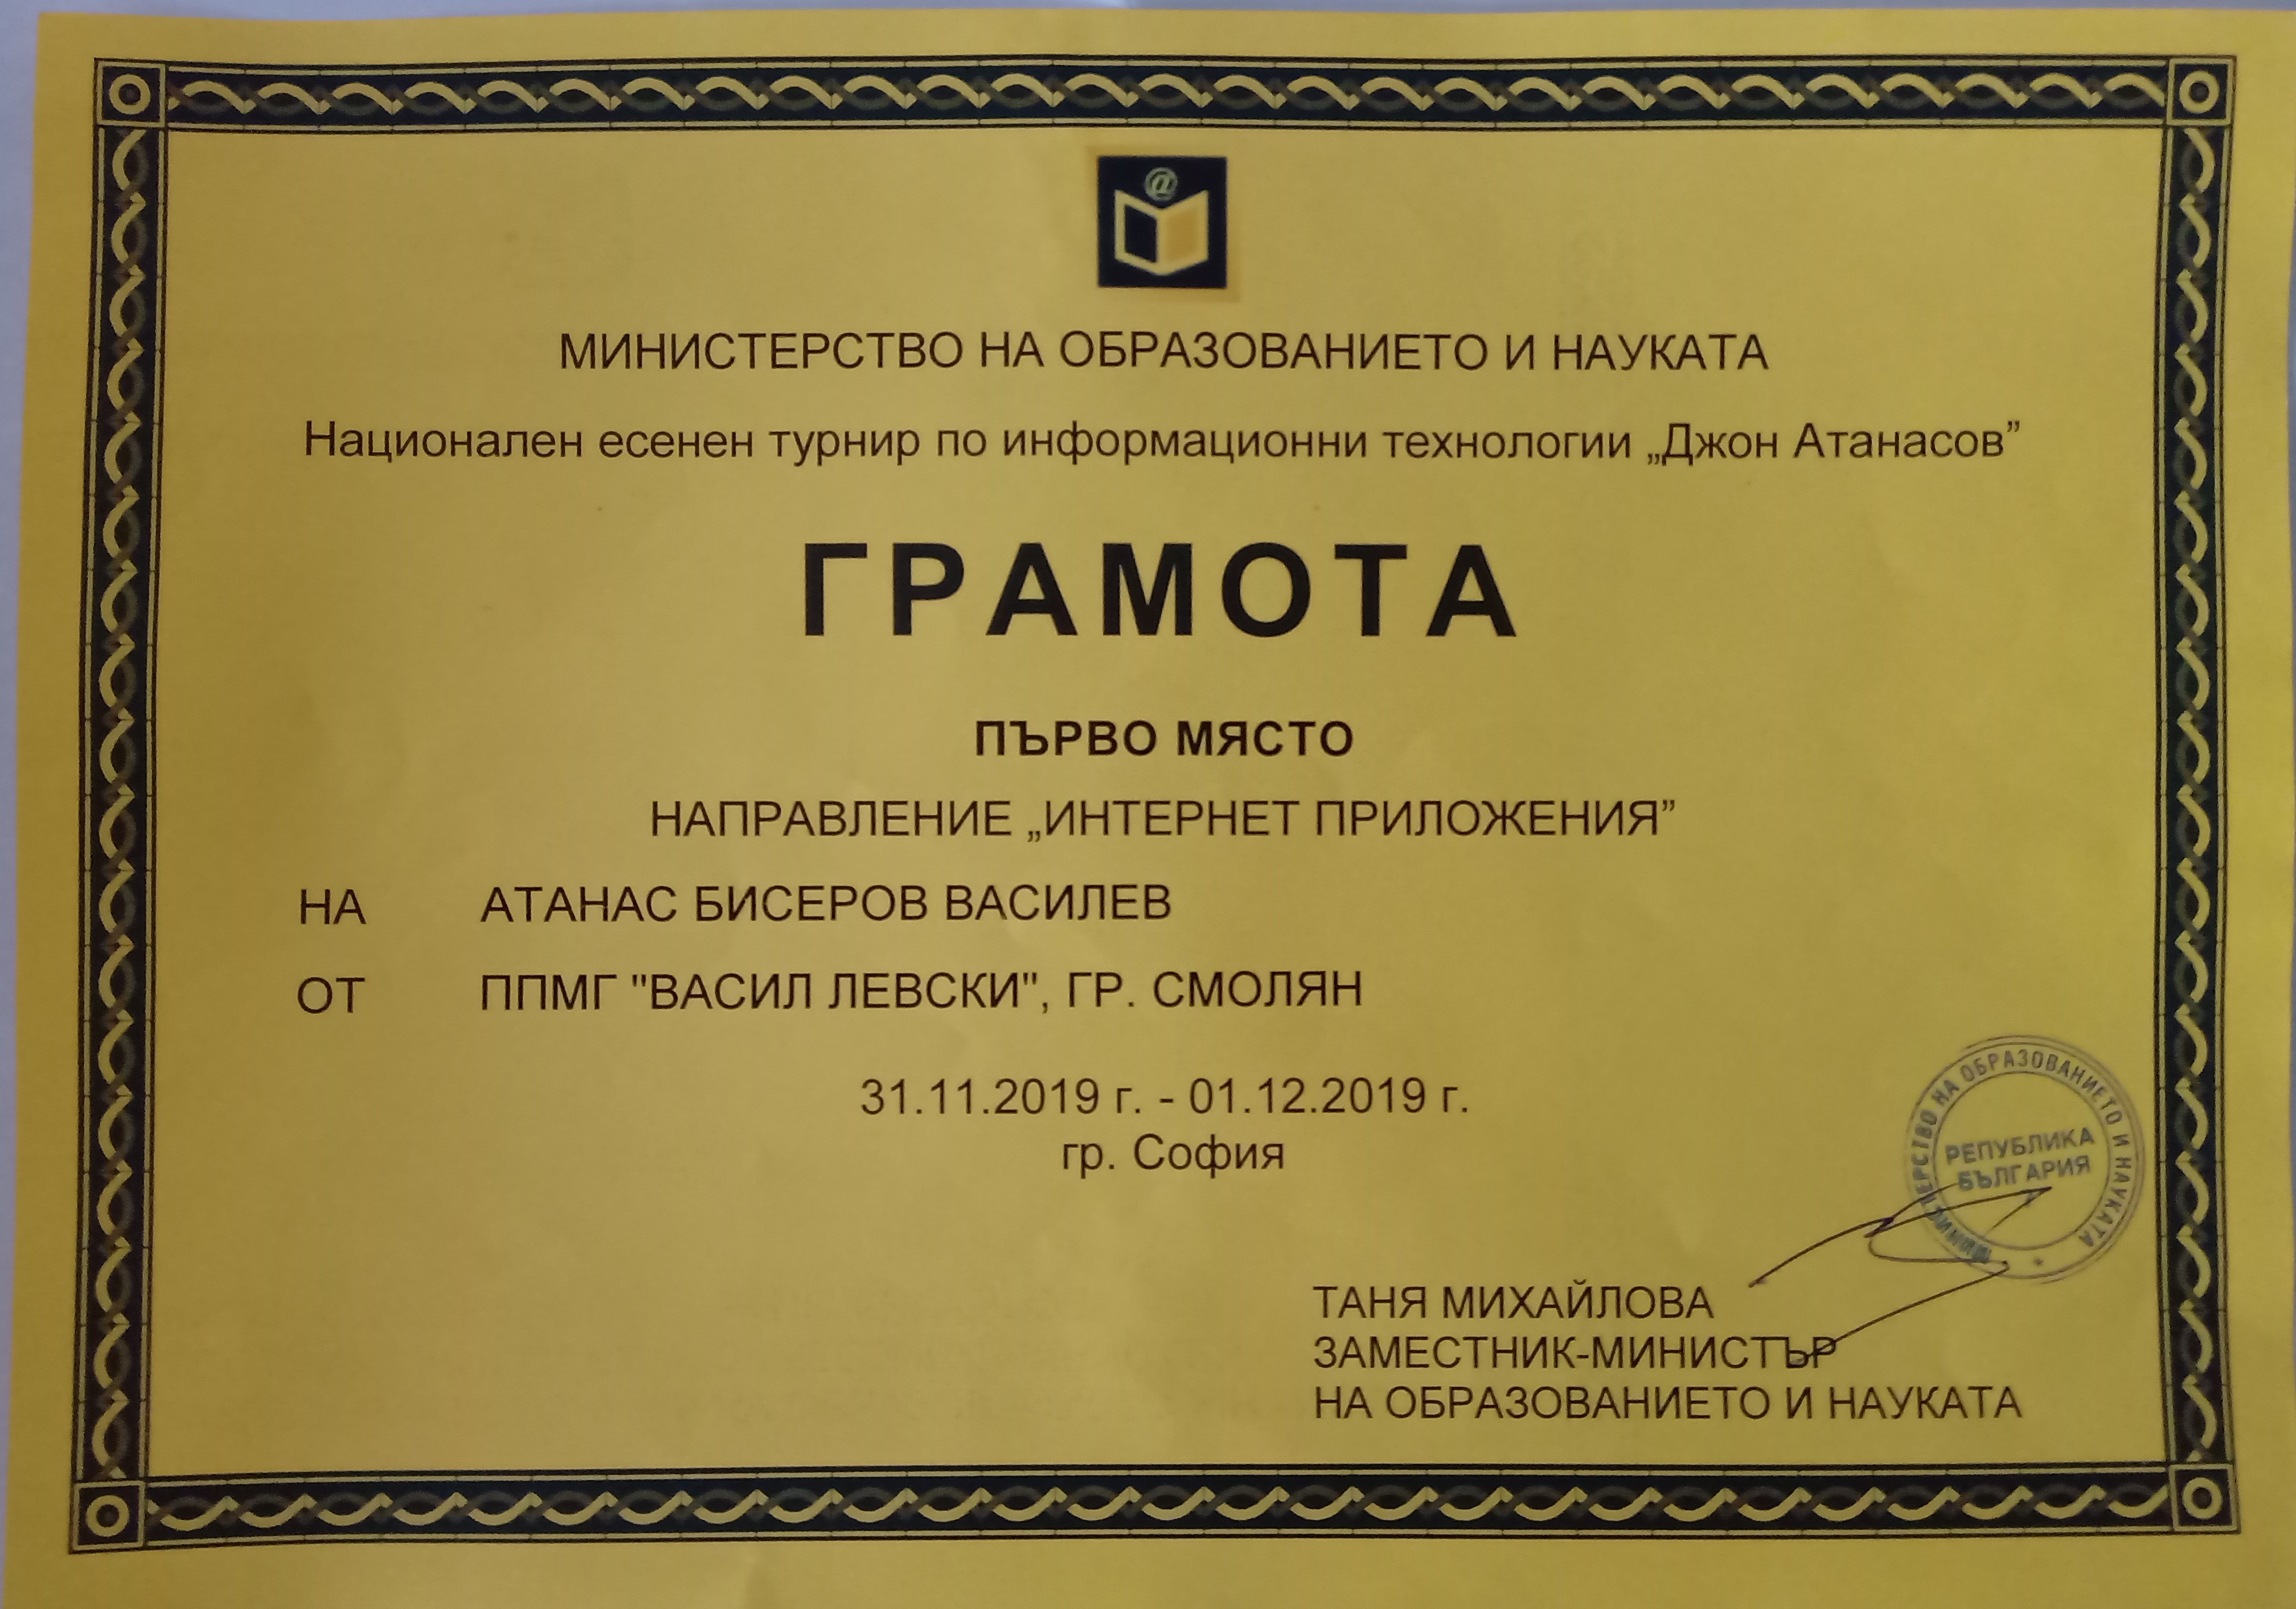 @
МИНИСТЕРСТВО НА ОБРАЗОВАНИЕТО И НАУКАТА
Национален есенен турнир по информационни технологии „Джон Атанасов”
ГРАМОТА
ПЪРВО МЯСТО
НАПРАВЛЕНИЕ „ИНТЕРНЕТ ПРИЛОЖЕНИЯ”
НА АТАНАС БИСЕРОВ ВАСИЛЕВ
ОТ ППМГ "ВАСИЛ ЛЕВСКИ", ГР. СМОЛЯН
31.11.2019 г. - 01.12.2019 г.
гр. София
МИНИСТЕРСТВО НА ОБРАЗОВАНИЕТО И НАУКАТА
РЕПУБЛИКА
БЪЛГАРИЯ
ТАНЯ МИХАЙЛОВА
ЗАМЕСТНИК-МИНИСТЪР
НА ОБРАЗОВАНИЕТО И НАУКАТА